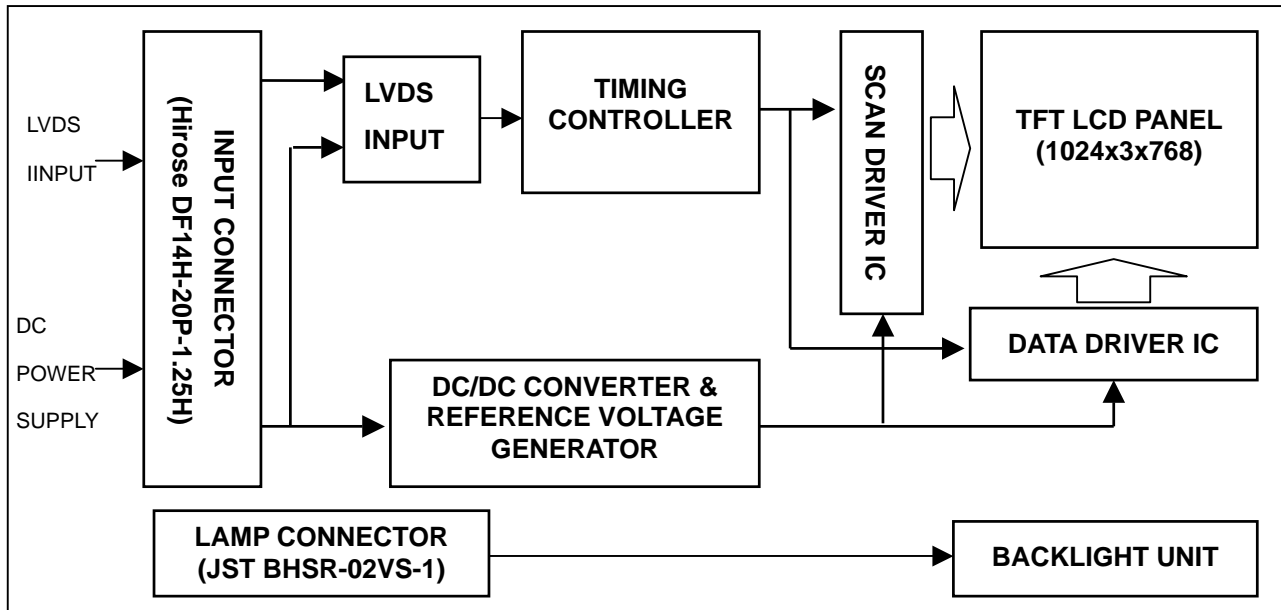 LVDS
IINPUT
DC
POWER
SUPPLY
INPUT CONNECTOR
(Hirose DF14H-20P-1.25H)
LVDS
INPUT
TIMING
CONTROLLER
SCAN DRIVER IC
TFT LCD PANEL
(1024x3x768)
DATA DRIVER IC
DC/DC CONVERTER &
REFERENCE VOLTAGE
GENERATOR
LAMP CONNECTOR
(JST BHSR-02VS-1)
BACKLIGHT UNIT